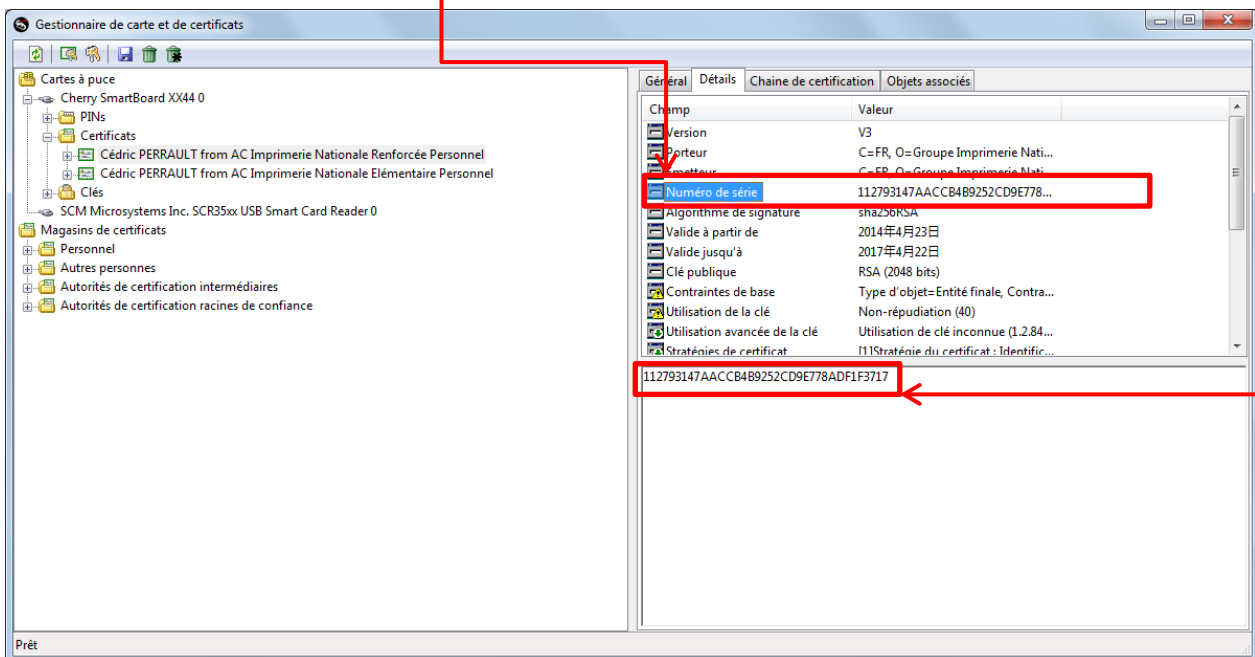 Gestionnaire de carte et de certificats
Cartes à puce
Cherry SmartBoard XX44 0
PINs
Certificats
Cédric PERRAULT from AC Imprimerie Nationale Renforcée Personnel
Cédric PERRAULT from AC Imprimerie Nationale Elémentaire Personnel
Clés
SCM Microsystems Inc. SCR35xx USB Smart Card Reader 0
Magasins de certificats
Personnel
Autres personnes
Autorités de certification intermédiaires
Autorités de certification racines de confiance
Général Détails Chaine de certification Objets associés
Champ Valeur
Version V3
Porteur C=FR, O=Groupe Imprimerie Nati...
C=FR, O=Groupe Imprimerie Nati...
Numéro de série 112793147AACCB4B9252CD9E778...
Algorithme de signature sha256RSA
Valide à partir de 2014年4月23日
Valide jusqu'à 2017年4月22日
Clé publique RSA (2048 bits)
Contraintes de base Type d'objet=Entité finale, Contra...
Utilisation de la clé Non-répudiation (40)
Utilisation avancée de la clé Utilisation de clé inconnue (1.2.84...
Stratégies de certificat [1]Stratégie du certificat : Identific...
112793147AACCB4B9252CD9E778ADF1F3717
Prêt